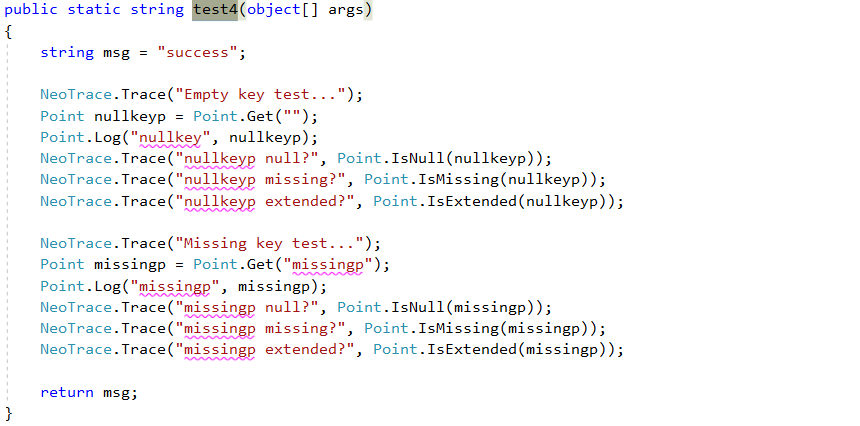 public static string test4(object[] args)
{
string msg = "success";
NeoTrace.Trace("Empty key test...");
Point nullkeyp = Point.Get("");
Point.Log("nullkey", nullkeyp);
NeoTrace.Trace("nullkeyp null?", Point.IsNull(nullkeyp));
NeoTrace.Trace("nullkeyp missing?", Point.IsMissing(nullkeyp));
NeoTrace.Trace("nullkeyp extended?", Point.IsExtended(nullkeyp));
NeoTrace.Trace("Missing key test...");
Point missingp = Point.Get("missingp");
Point.Log("missingp", missingp);
NeoTrace.Trace("missingp null?", Point.IsNull(missingp));
NeoTrace.Trace("missingp missing?", Point.IsMissing(missingp));
NeoTrace.Trace("missingp extended?", Point.IsExtended(missingp));
return msg;
}